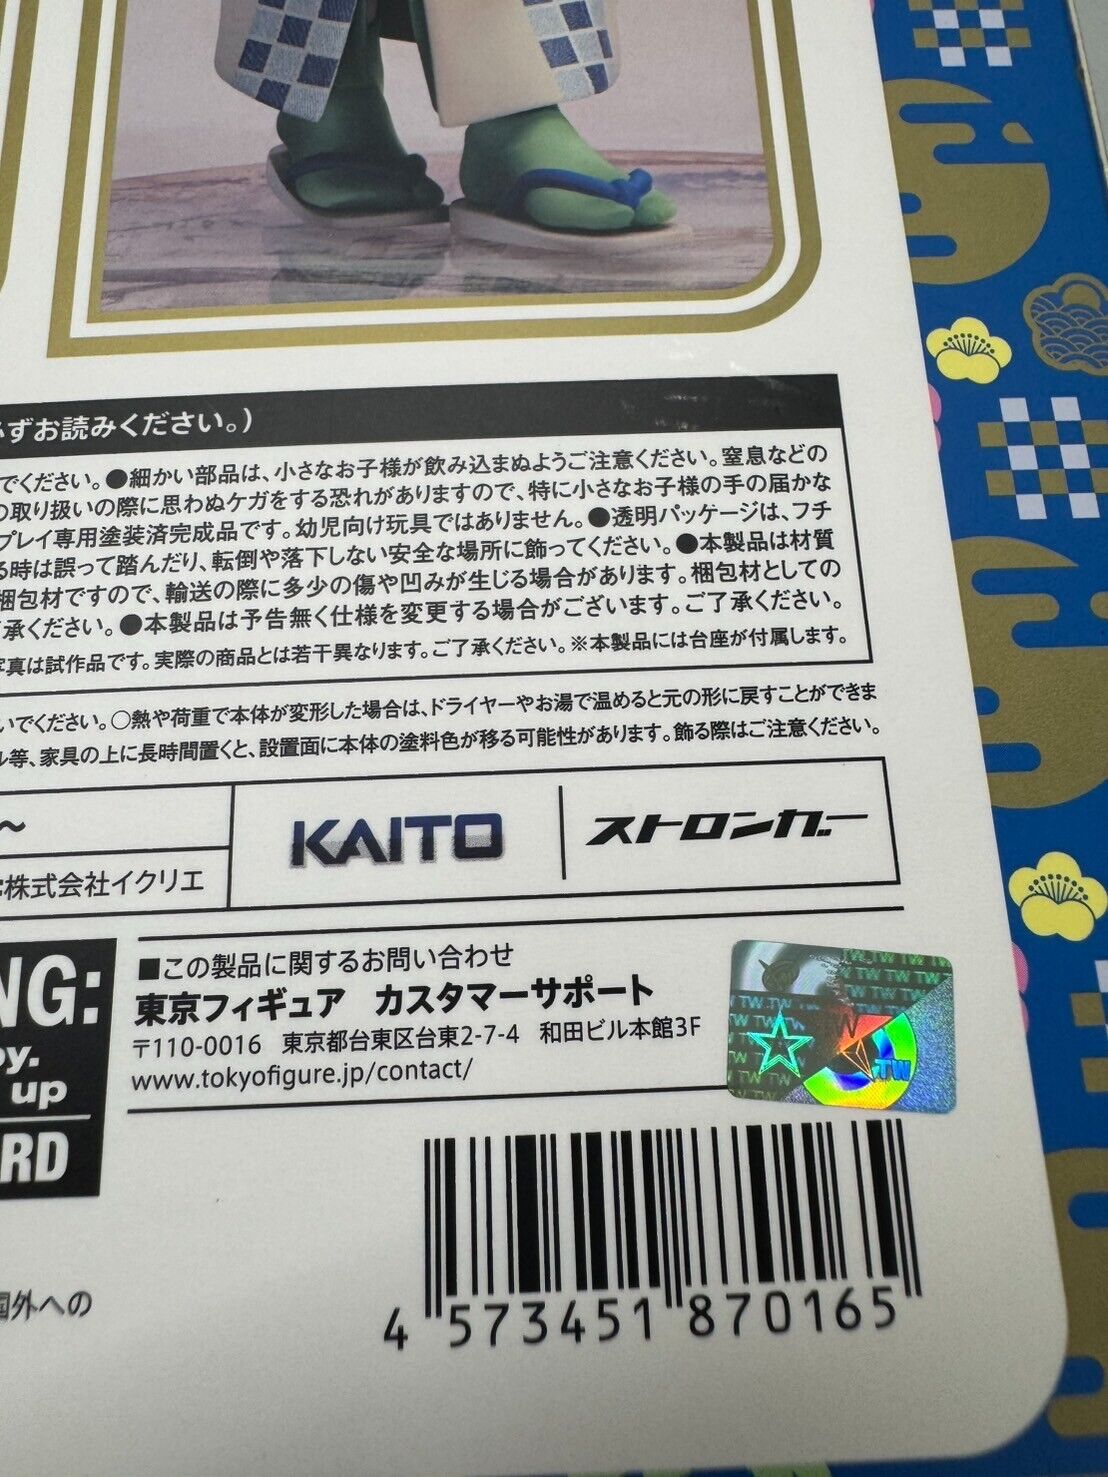 ずお読みください。)
でください。●細かい部品は、小さなお子様が飲み込まぬようご注意ください。窒息などの
の取り扱いの際に思わぬケガをする恐れがありますので、特に小さなお子様の手の届かな
プレイ専用塗装済完成品です。幼児向け玩具ではありません。●透明パッケージは、フチ
る時は誤って踏んだり、転倒や落下しない安全な場所に飾ってください。●本製品は材質
梱包材ですので、輸送の際に多少の傷や凹みが生じる場合があります。梱包材としての
了承ください。●本製品は予告無く仕様を変更する場合がございます。ご了承ください。
写真は試作品です。実際の商品とは若干異なります。ご了承ください。※本製品には台座が付属します。
いでください。○熱や荷重で本体が変形した場合は、ドライヤーやお湯で温めると元の形に戻すことができま
ル等、家具の上に長時間置くと、設置面に本体の塗料色が移る可能性があります。飾る際はご注意ください。
〜
株式会社イクリエ
KAITO
ストロンガー
NG:
oy.
up
RD
■この製品に関するお問い合わせ
東京フィギュア カスタマーサポート
〒110-0016 東京都台東区台東2-7-4 和田ビル本館3F
www.tokyofigure.jp/contact/
TW
国外への
4 573451 870165